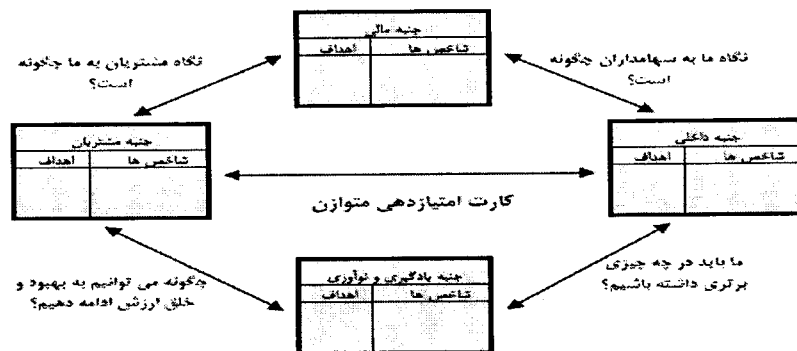 جنبه مالی
شاخص ها
اهداف
نگاه ما به سهامداران چگونه
است؟
نگاه مشتریان به ما چگونه
است؟
جنبه داخلی
شاخص ها
اهداف
جنبه مشتریان
شاخص ها
اهداف
کارت امتیازدهی متوازن
ما باید در چه چیزی
برتری داشته باشیم؟
جنبه یادگیری و نوآوری
شاخص ها
اهداف
چگونه می توانیم به بهبود و
خلق ارزش ادامه دهیم؟